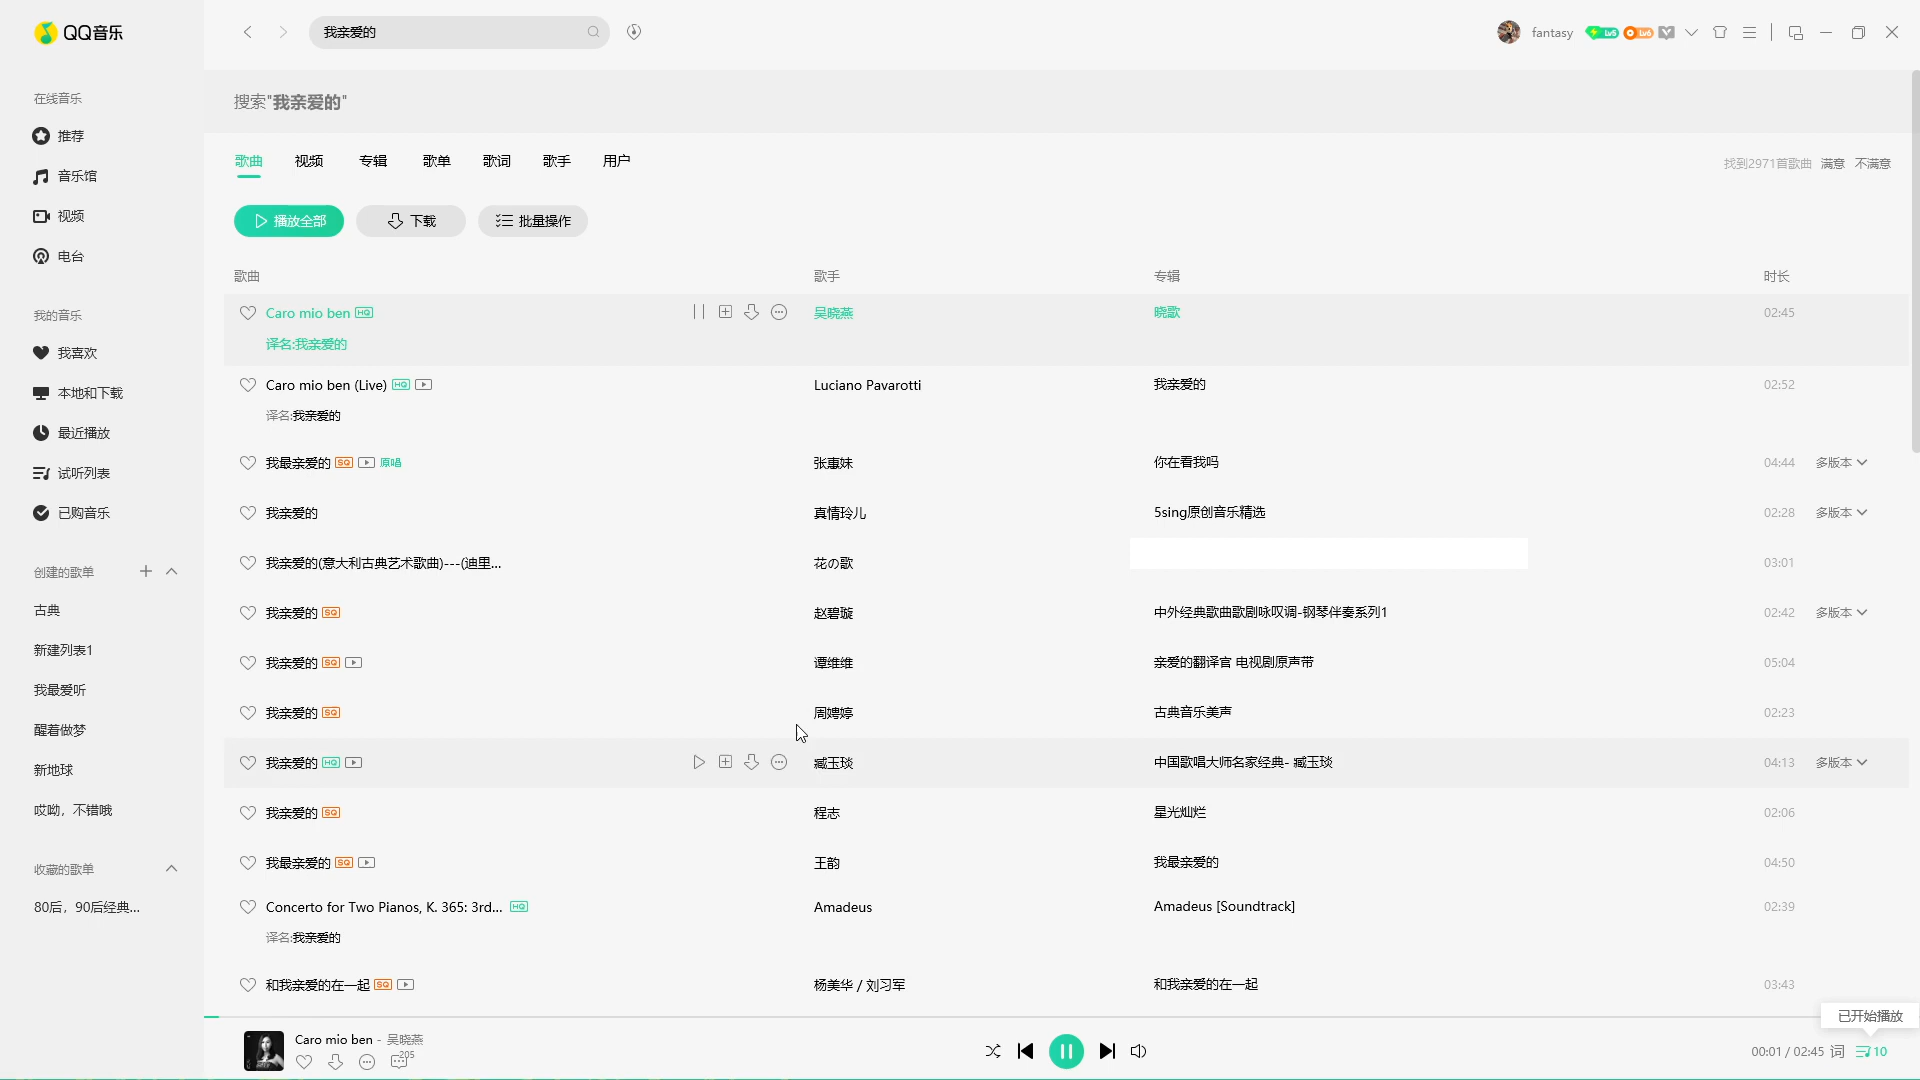 QQ音乐
我亲爱的
fantasy
Lv5
Lv6
在线音乐
推荐
音乐馆
视频
电台
我的音乐
我喜欢
本地和下载
最近播放
试听列表
已购音乐
创建的歌单
古典
新建列表1
我最爱听
醒着做梦
新地球
哎呦，不错哦
收藏的歌单
80后，90后经典...
搜索"我亲爱的"
歌曲 视频 专辑 歌单 歌词 歌手 用户
找到2971首歌曲 满意 不满意
播放全部 下载 批量操作
歌曲 歌手 专辑 时长
Caro mio ben HQ 吴晓燕 晓歌 02:45
译名:我亲爱的
Caro mio ben (Live) HQ Luciano Pavarotti 我亲爱的 02:52
译名:我亲爱的
我最亲爱的 SQ 原唱 张惠妹 你在看我吗 04:44 多版本
我亲爱的 真情玲儿 5sing原创音乐精选 02:28 多版本
我亲爱的(意大利古典艺术歌曲)---(迪里... 花の歌 03:01
我亲爱的 SQ 赵碧璇 中外经典歌曲歌剧咏叹调-钢琴伴奏系列1 02:42 多版本
我亲爱的 SQ 谭维维 亲爱的翻译官 电视剧原声带 05:04
我亲爱的 SQ 周娉婷 古典音乐美声 02:23
我亲爱的 HQ 臧玉琰 中国歌唱大师名家经典- 臧玉琰 04:13 多版本
我亲爱的 SQ 程志 星光灿烂 02:06
我最亲爱的 SQ 王韵 我最亲爱的 04:50
Concerto for Two Pianos, K. 365: 3rd... HQ Amadeus Amadeus [Soundtrack] 02:39
译名:我亲爱的
和我亲爱的在一起 SQ 杨美华 / 刘习军 和我亲爱的在一起 03:43
已开始播放
Caro mio ben - 吴晓燕
205
00:01 / 02:45 词 10